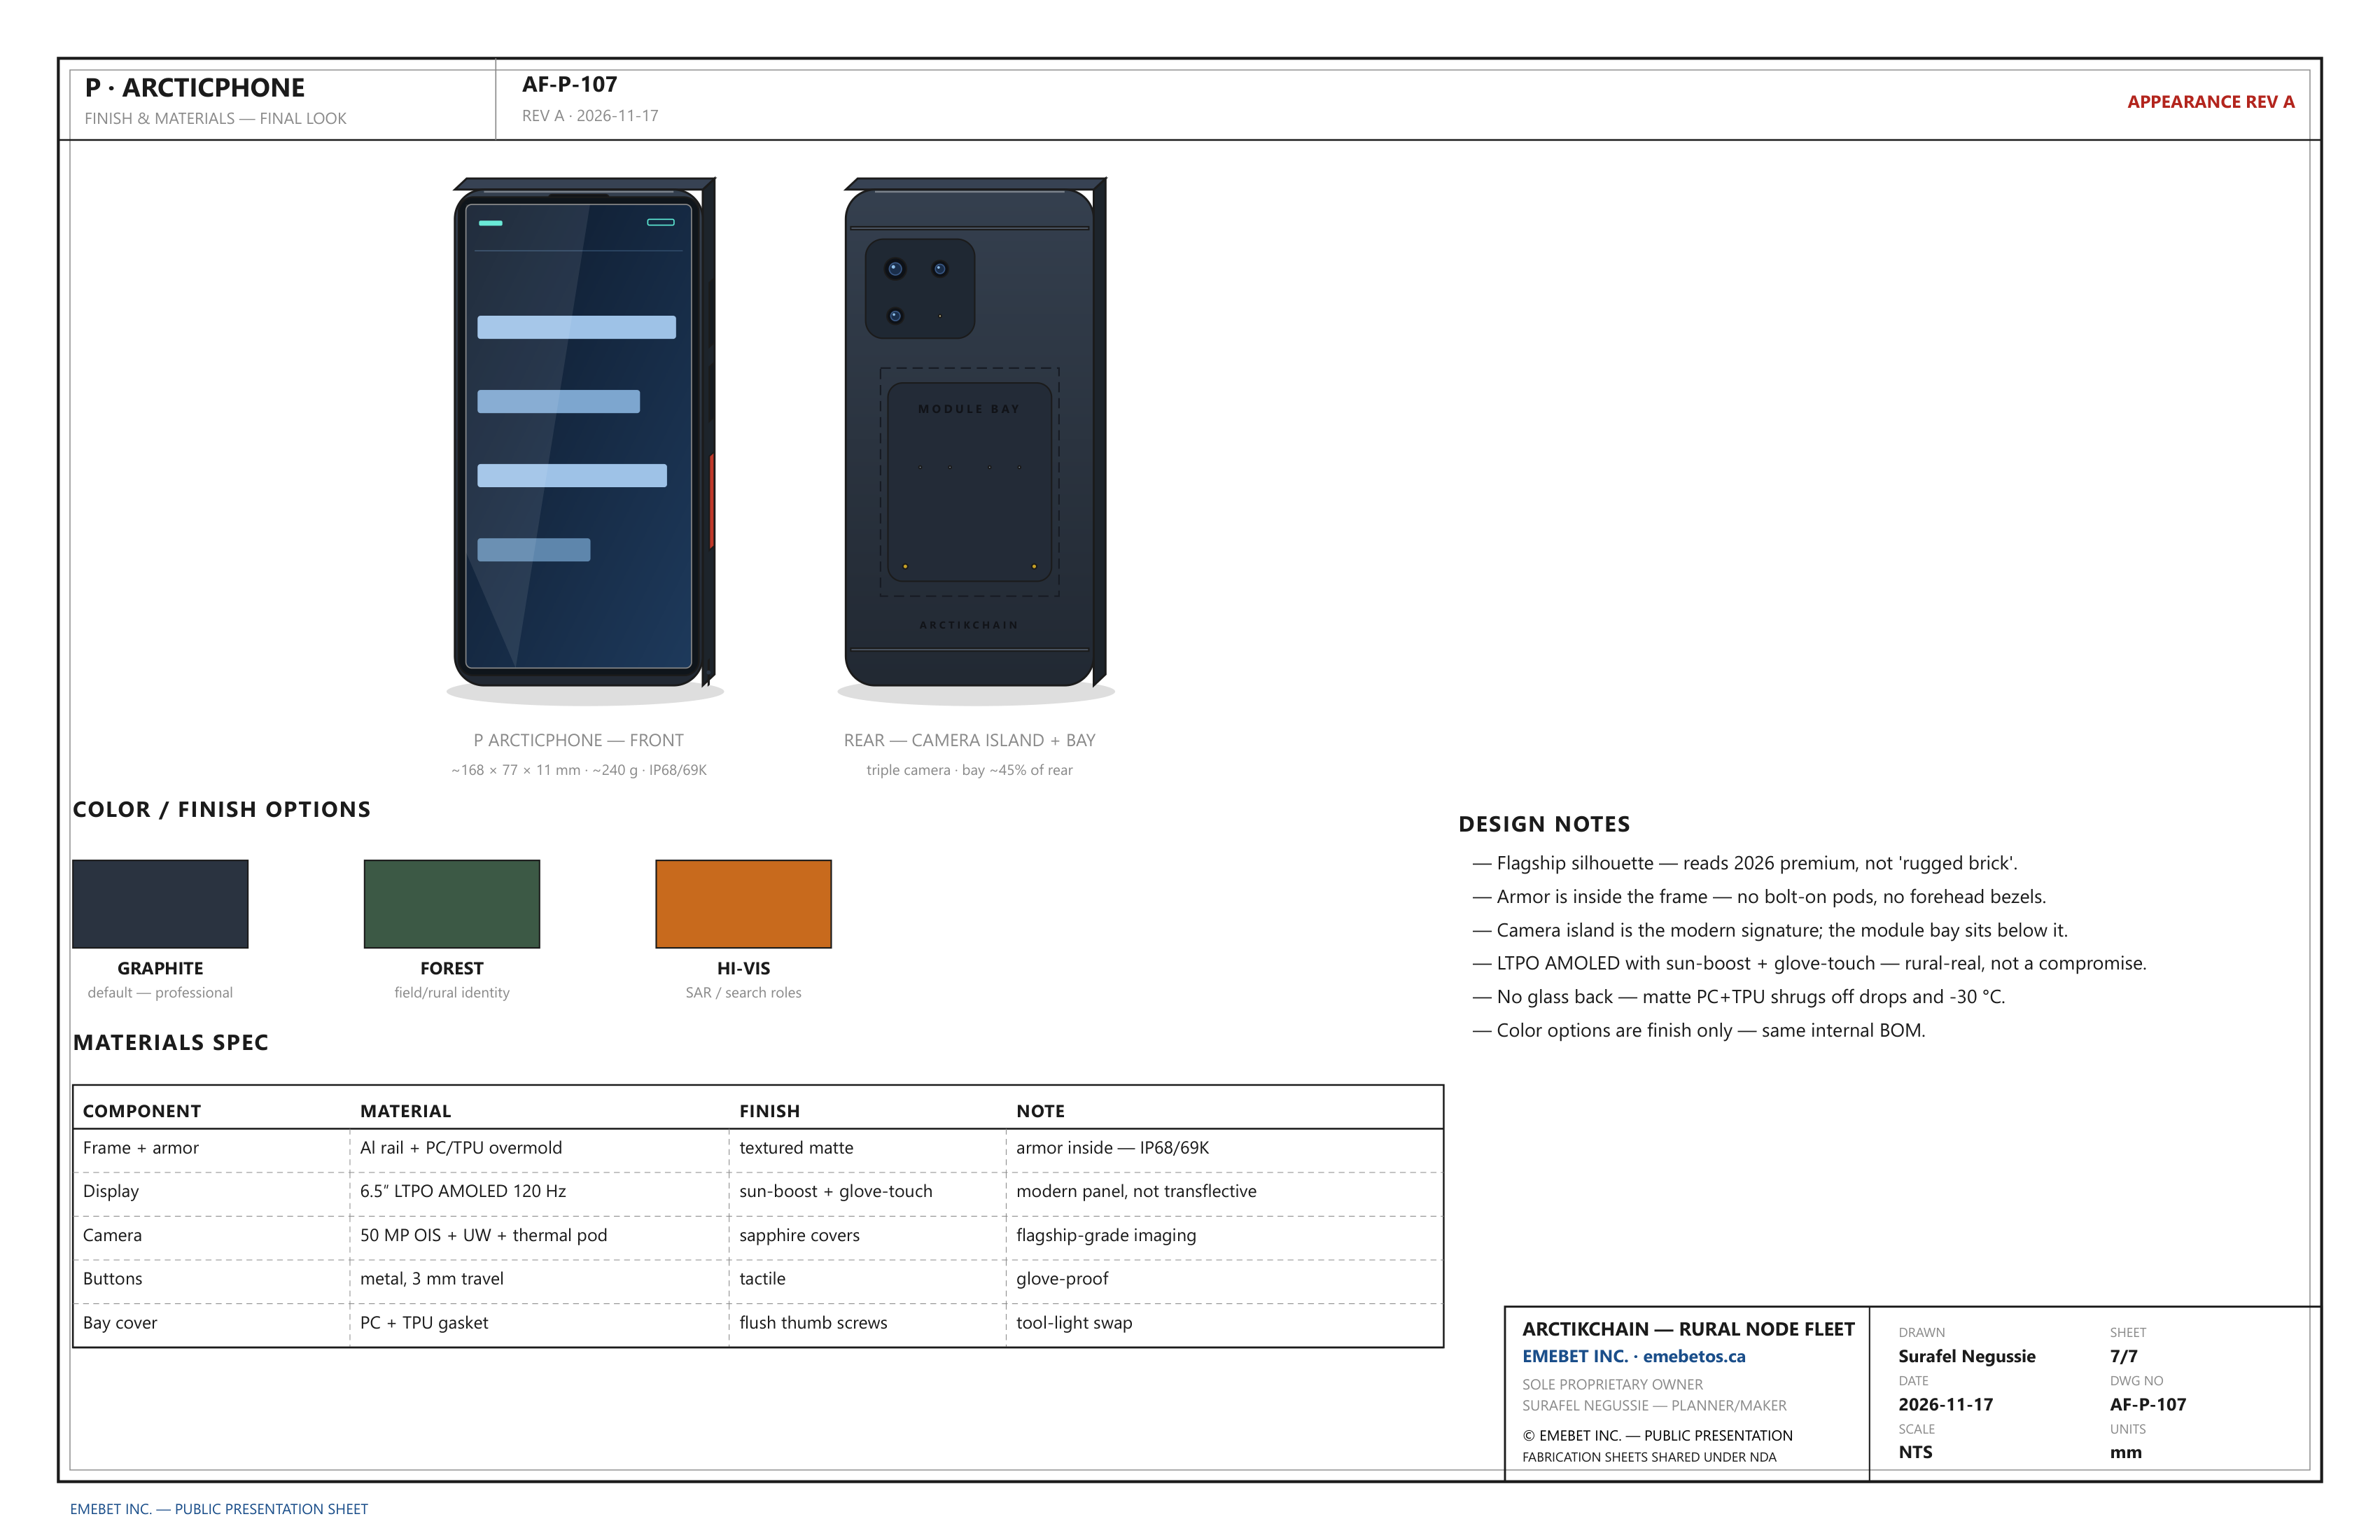 P · ARCTICPHONE
FINISH & MATERIALS — FINAL LOOK
AF-P-107
REV A · 2026-11-17
APPEARANCE REV A
MODULE BAY
ARCTIKCHAIN
P ARCTICPHONE — FRONT
~168 × 77 × 11 mm · ~240 g · IP68/69K
REAR — CAMERA ISLAND + BAY
triple camera · bay ~45% of rear
COLOR / FINISH OPTIONS
GRAPHITE
default — professional
FOREST
field/rural identity
HI-VIS
SAR / search roles
DESIGN NOTES
— Flagship silhouette — reads 2026 premium, not 'rugged brick'.
— Armor is inside the frame — no bolt-on pods, no forehead bezels.
— Camera island is the modern signature; the module bay sits below it.
— LTPO AMOLED with sun-boost + glove-touch — rural-real, not a compromise.
— No glass back — matte PC+TPU shrugs off drops and -30 °C.
— Color options are finish only — same internal BOM.
MATERIALS SPEC
COMPONENT MATERIAL FINISH NOTE
Frame + armor Al rail + PC/TPU overmold textured matte armor inside — IP68/69K
Display 6.5″ LTPO AMOLED 120 Hz sun-boost + glove-touch modern panel, not transflective
Camera 50 MP OIS + UW + thermal pod sapphire covers flagship-grade imaging
Buttons metal, 3 mm travel tactile glove-proof
Bay cover PC + TPU gasket flush thumb screws tool-light swap
ARCTIKCHAIN — RURAL NODE FLEET
EMEBET INC. · emebetos.ca
SOLE PROPRIETARY OWNER
SURAFEL NEGUSSIE — PLANNER/MAKER
© EMEBET INC. — PUBLIC PRESENTATION
FABRICATION SHEETS SHARED UNDER NDA
DRAWN
Surafel Negussie
DATE
2026-11-17
SCALE
NTS
SHEET
7/7
DWG NO
AF-P-107
UNITS
mm
EMEBET INC. — PUBLIC PRESENTATION SHEET